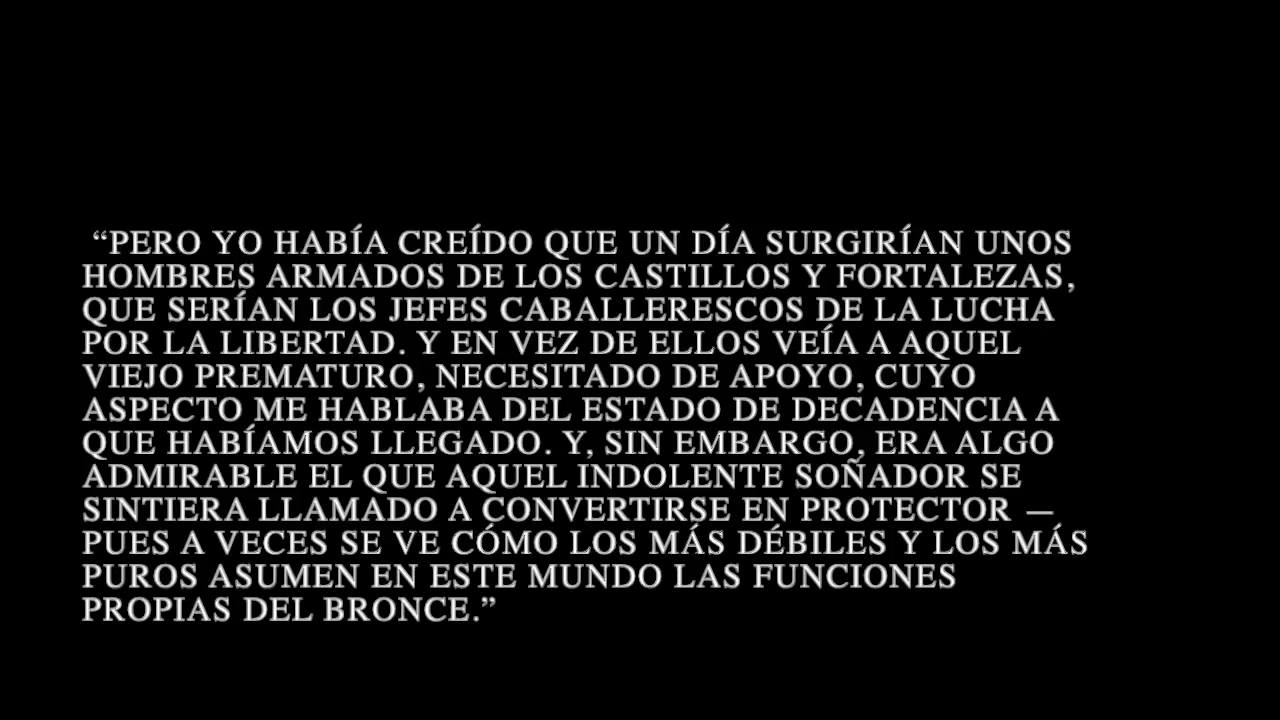 “PERO YO HABÍA CREÍDO QUE UN DÍA SURGIRÍAN UNOS
HOMBRES ARMADOS DE LOS CASTILLOS Y FORTALEZAS,
QUE SERÍAN LOS JEFES CABALLERESCOS DE LA LUCHA
POR LA LIBERTAD. Y EN VEZ DE ELLOS VEÍA A AQUEL
VIEJO PREMATURO, NECESITADO DE APOYO, CUYO
ASPECTO ME HABLABA DEL ESTADO DE DECADENCIA A
QUE HABÍAMOS LLEGADO. Y, SIN EMBARGO, ERA ALGO
ADMIRABLE EL QUE AQUEL INDOLENTE SOÑADOR SE
SINTIERA LLAMADO A CONVERTIRSE EN PROTECTOR —
PUES A VECES SE VE CÓMO LOS MÁS DÉBILES Y LOS MÁS
PUROS ASUMEN EN ESTE MUNDO LAS FUNCIONES
PROPIAS DEL BRONCE.”